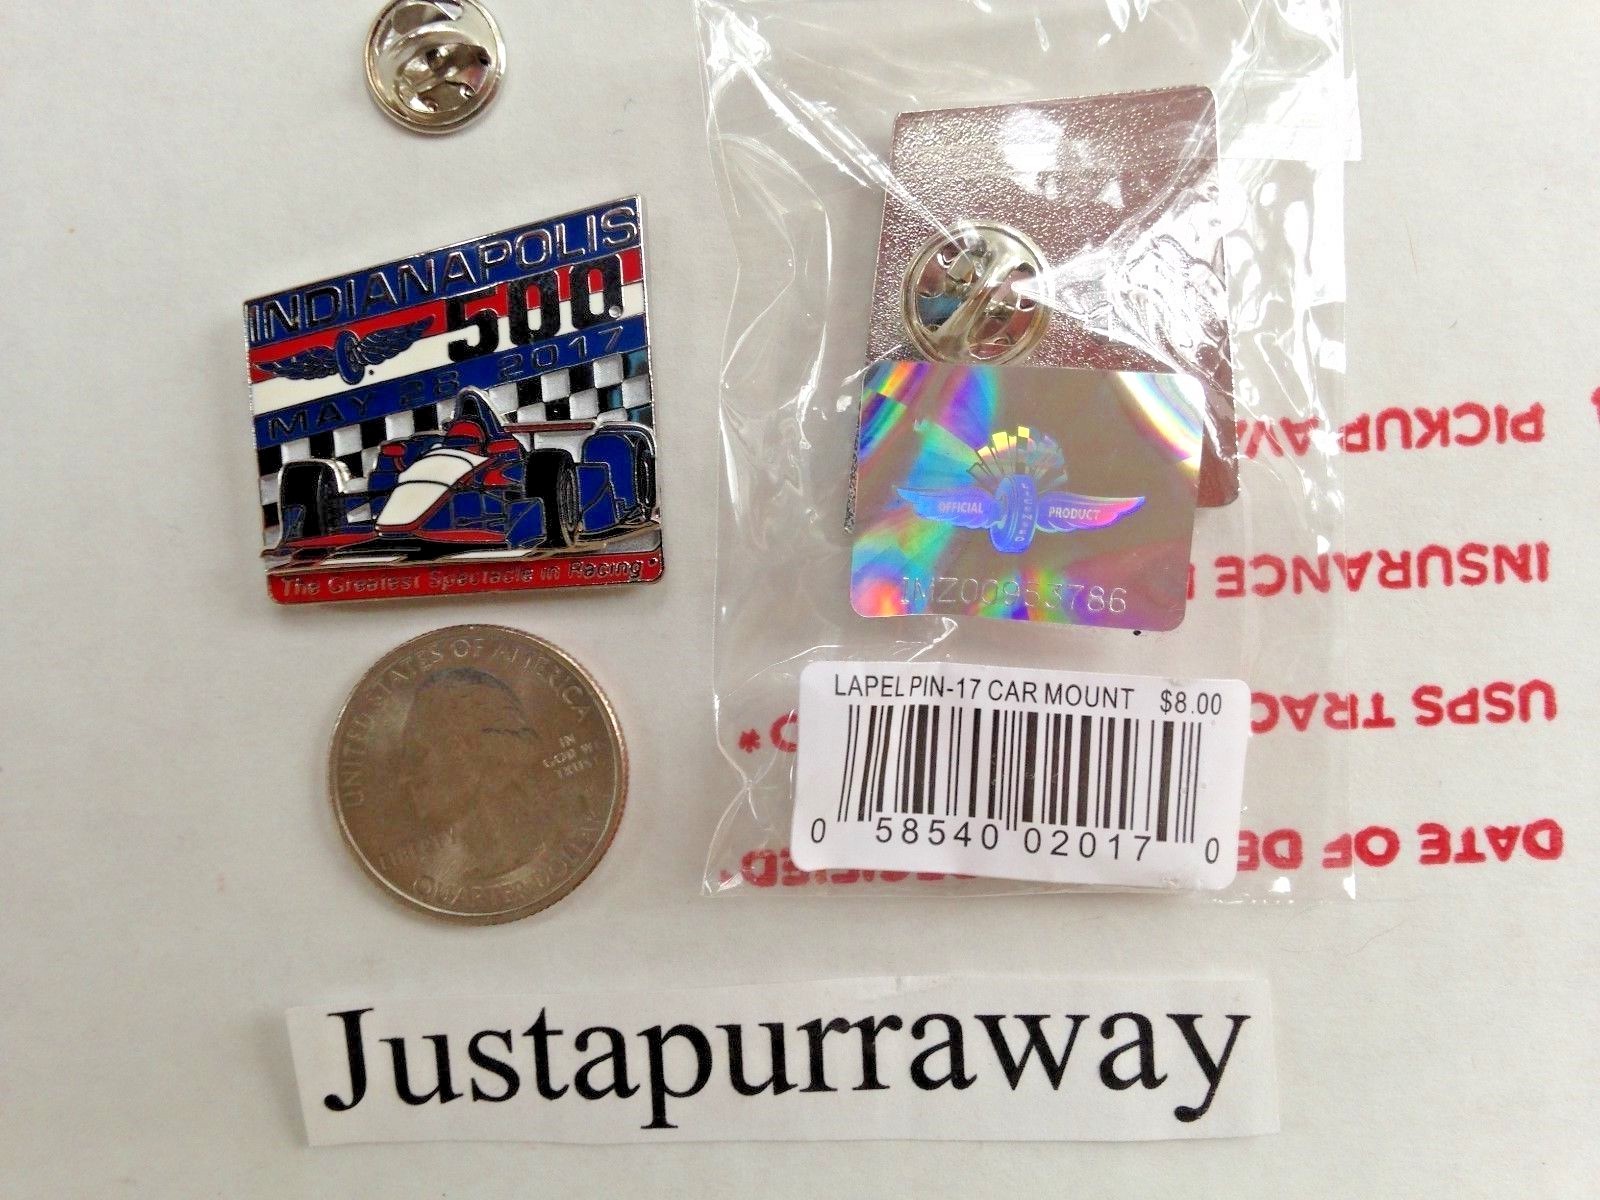 INDIANAPOLIS
500
MAY 28 2017
The Greatest Spectacle in Racing
UNITED STATES OF AMERICA
IN
GOD WE
TRUST
LIBERTY
QUARTER DOLLAR
OFFICIAL PRODUCT
IMZ00953786
LAPEL PIN-17 CAR MOUNT $8.00
0 58540 02017 0
PICKUP AV
INSURANCE
USPS TRAC
DATE OF DE
Justapurraway